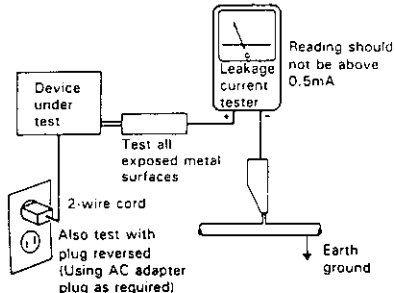 Device
under
test
Leakage
current
tester
+
-
Reading should
not be above
0.5mA
Test all
exposed metal
surfaces
2-wire cord
Also test with
plug reversed
(Using AC adapter
plug as required)
Earth
ground